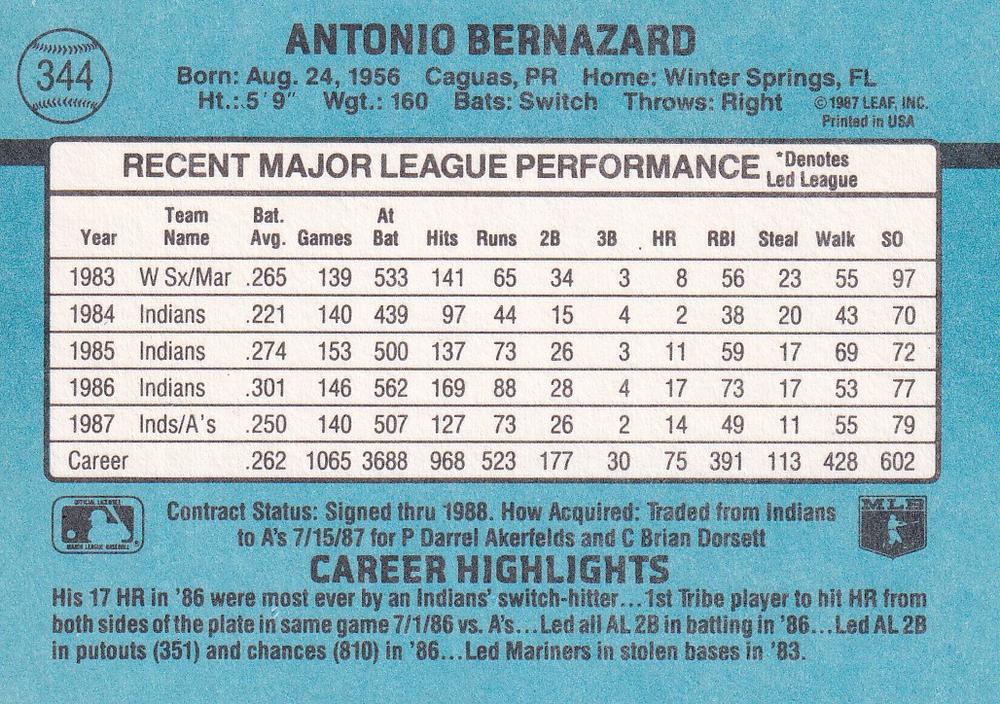 344
ANTONIO BERNAZARD
Born: Aug. 24, 1956 Caguas, PR Home: Winter Springs, FL
Ht.: 5'9" Wgt.: 160 Bats: Switch Throws: Right ©1987 LEAF, INC.
Printed in USA
RECENT MAJOR LEAGUE PERFORMANCE *Denotes
Led League
Year Team Name Bat. Avg. Games At Bat Hits Runs 2B 3B HR RBI Steal Walk SO
1983 W Sx/Mar .265 139 533 141 65 34 3 8 56 23 55 97
1984 Indians .221 140 439 97 44 15 4 2 38 20 43 70
1985 Indians .274 153 500 137 73 26 3 11 59 17 69 72
1986 Indians .301 146 562 169 88 28 4 17 73 17 53 77
1987 Inds/A's .250 140 507 127 73 26 2 14 49 11 55 79
Career .262 1065 3688 968 523 177 30 75 391 113 428 602
OFFICIAL LICENSEE
MAJOR LEAGUE BASEBALL
Contract Status: Signed thru 1988. How Acquired: Traded from Indians
to A's 7/15/87 for P Darrel Akerfelds and C Brian Dorsett
MLB
CAREER HIGHLIGHTS
His 17 HR in '86 were most ever by an Indians' switch-hitter...1st Tribe player to hit HR from
both sides of the plate in same game 7/1/86 vs. A's...Led all AL 2B in batting in '86...Led AL 2B
in putouts (351) and chances (810) in '86...Led Mariners in stolen bases in '83.